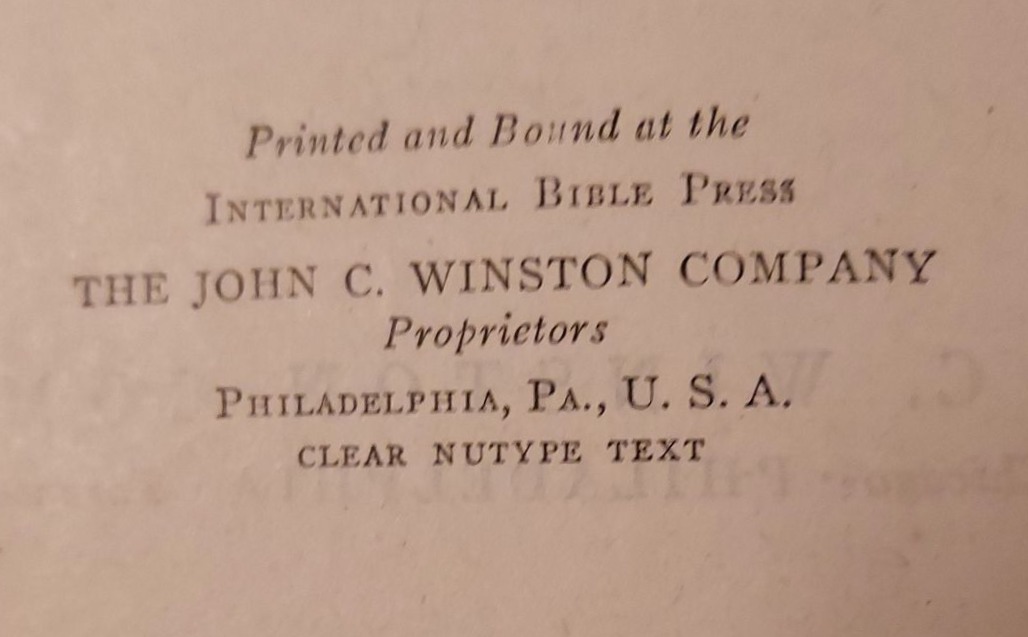 Printed and Bound at the
INTERNATIONAL BIBLE PRESS
THE JOHN C. WINSTON COMPANY
Proprietors
PHILADELPHIA, PA., U. S. A.
CLEAR NUTYPE TEXT